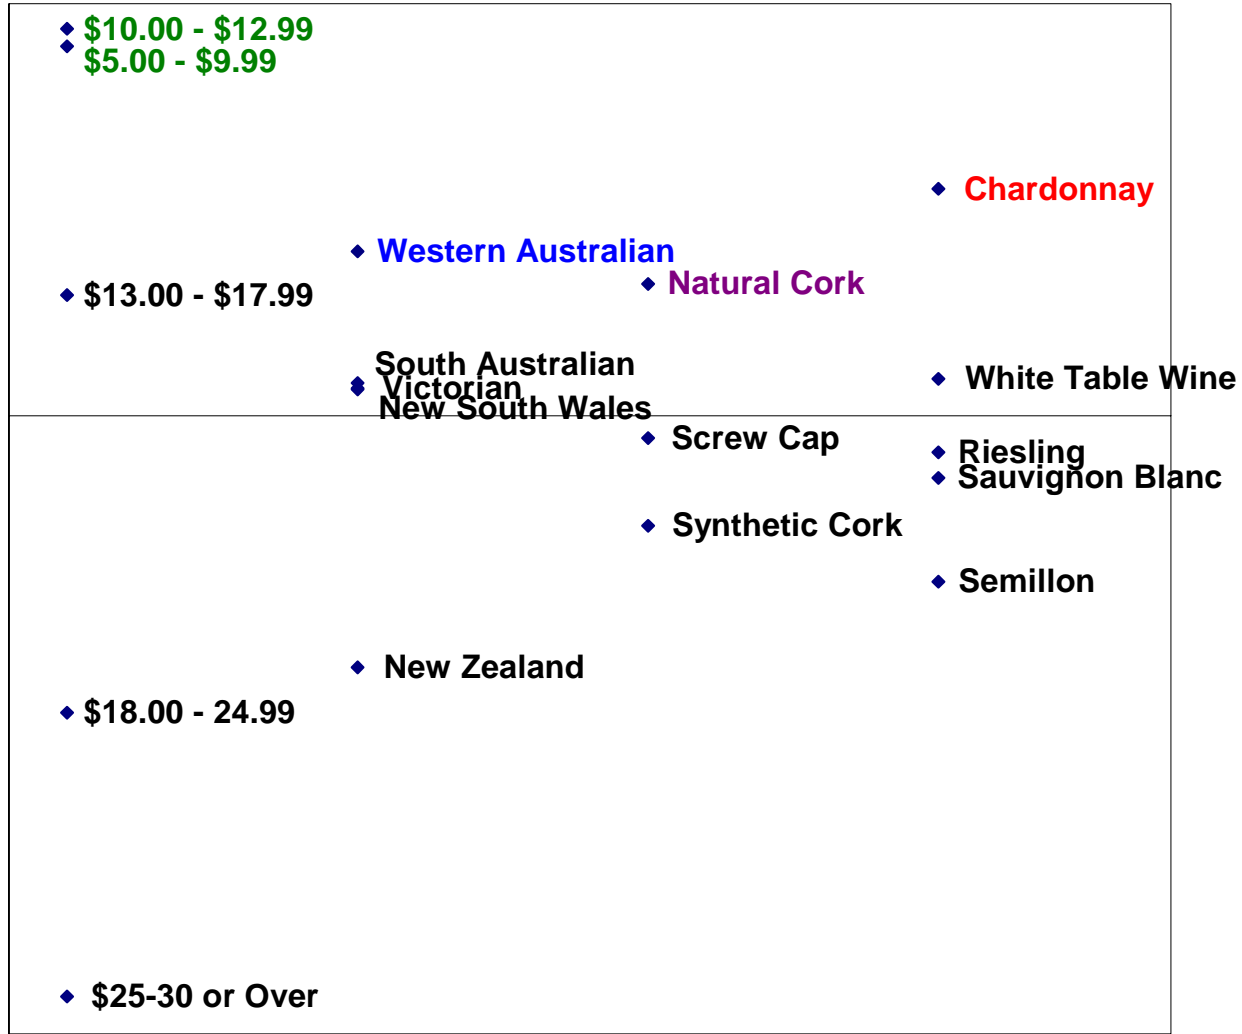 $10.00 - $12.99
$5.00 - $9.99
Chardonnay
Western Australian
Natural Cork
$13.00 - $17.99
South Australian
Victorian
New South Wales
White Table Wine
Screw Cap
Riesling
Sauvignon Blanc
Synthetic Cork
Semillon
New Zealand
$18.00 - 24.99
$25-30 or Over